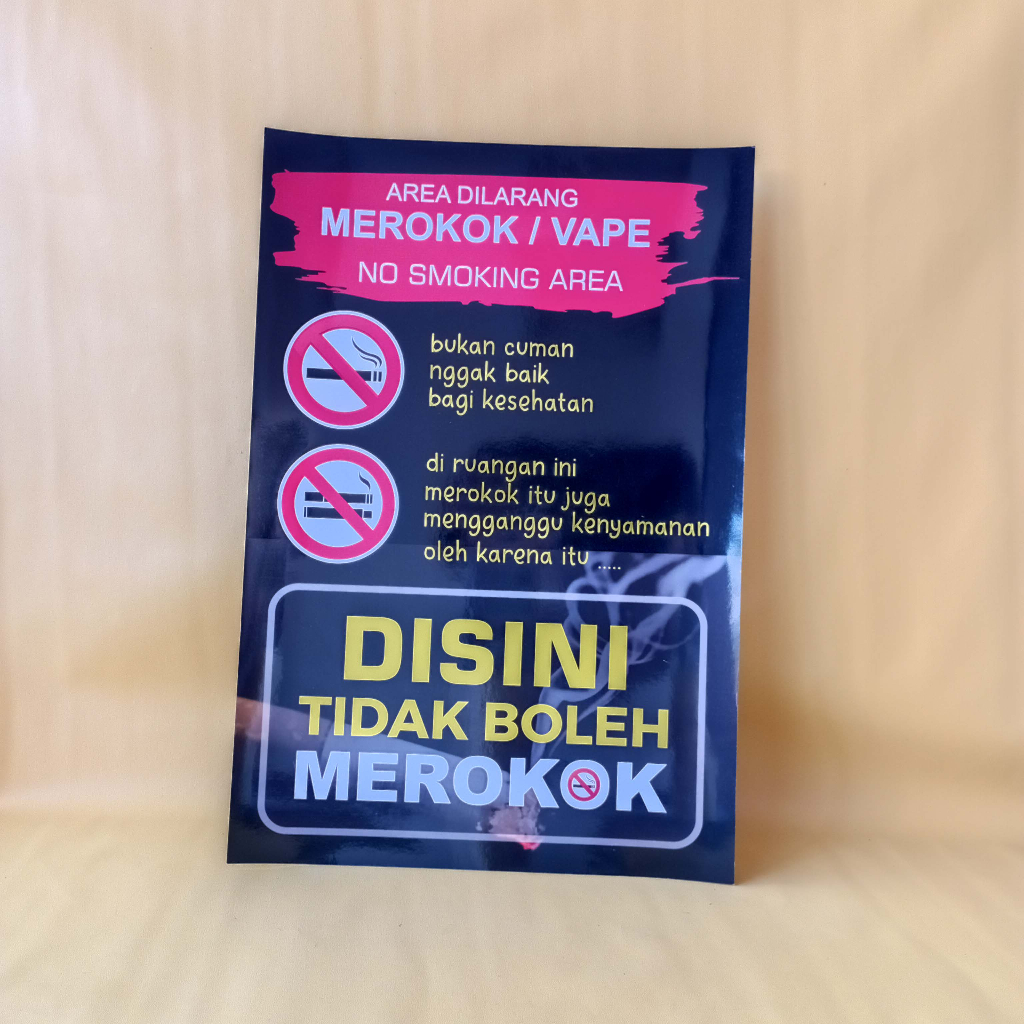 AREA DILARANG
MEROKOK / VAPE
NO SMOKING AREA
bukan cuman
nggak baik
bagi kesehatan
di ruangan ini
merokok itu juga
mengganggu kenyamanan
oleh karena itu .....
DISINI
TIDAK BOLEH
MEROKOK